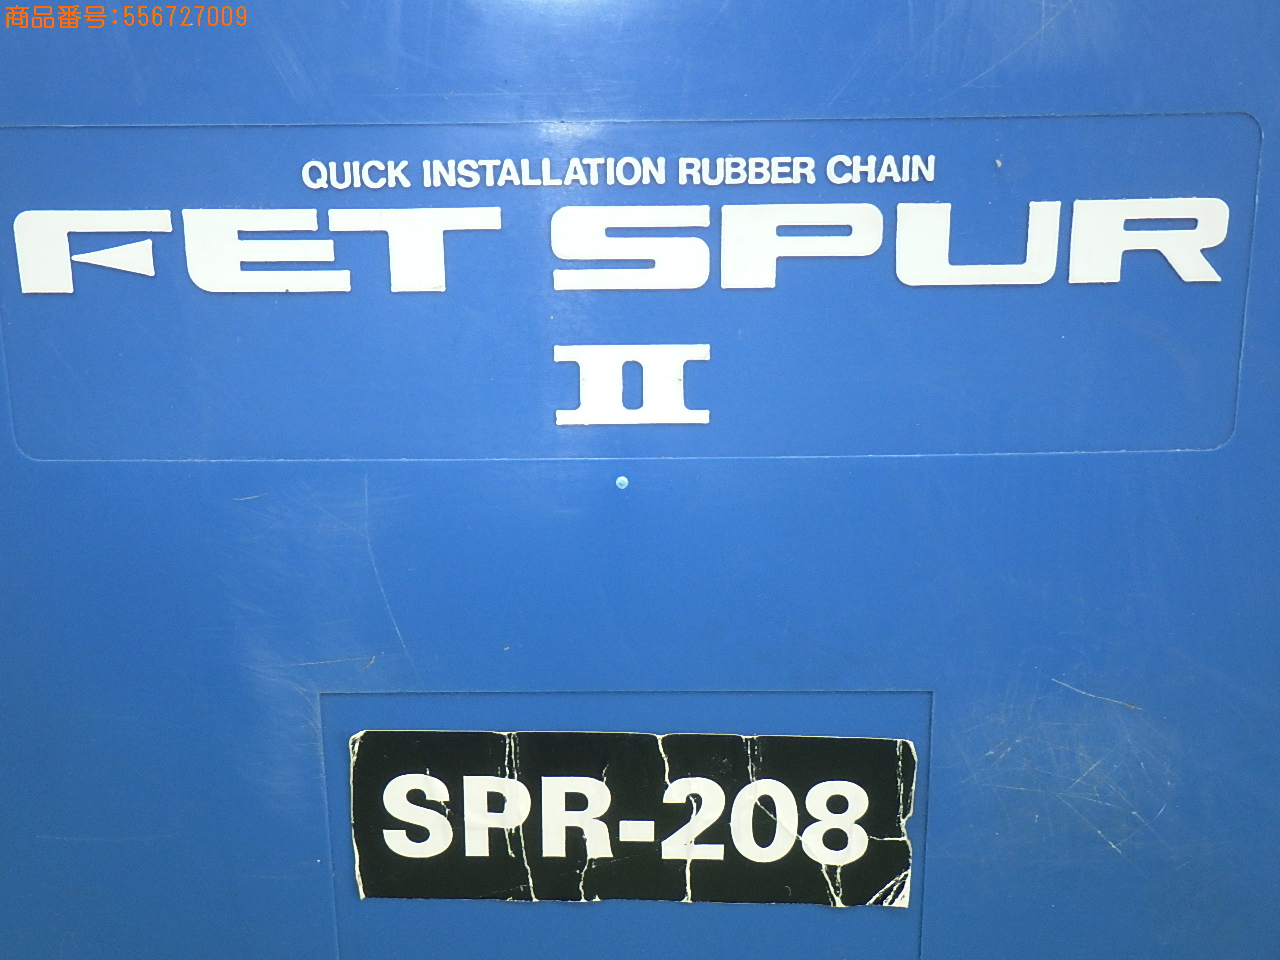 商品番号:556727009
QUICK INSTALLATION RUBBER CHAIN
FET SPUR
II
SPR-208